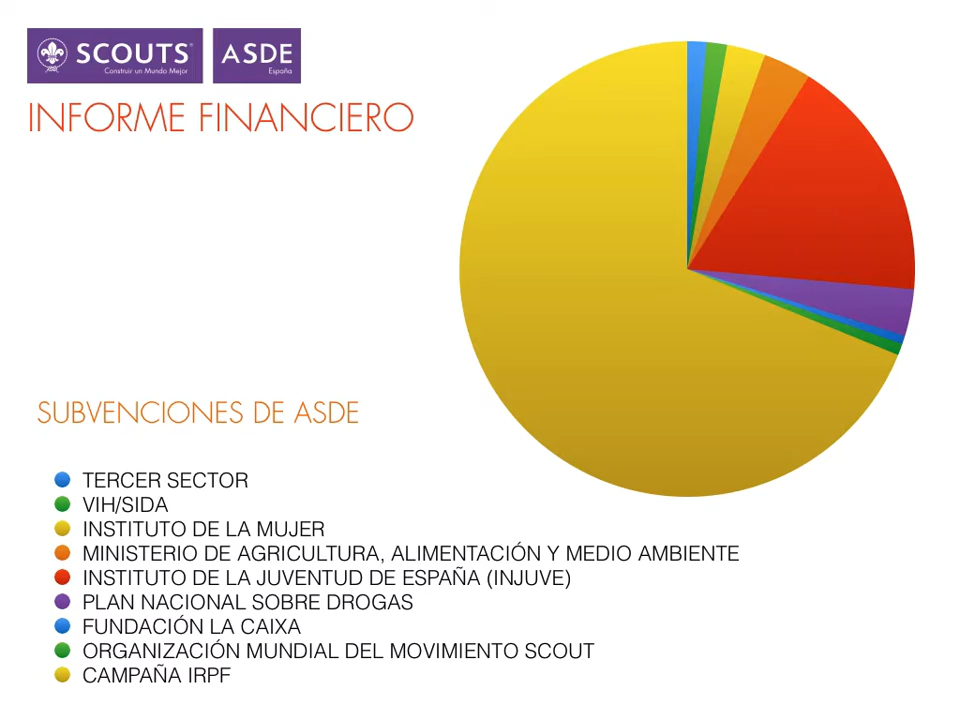 SCOUTS
Construir un Mundo Mejor
ASDE
España
INFORME FINANCIERO
SUBVENCIONES DE ASDE
TERCER SECTOR
VIH/SIDA
INSTITUTO DE LA MUJER
MINISTERIO DE AGRICULTURA, ALIMENTACIÓN Y MEDIO AMBIENTE
INSTITUTO DE LA JUVENTUD DE ESPAÑA (INJUVE)
PLAN NACIONAL SOBRE DROGAS
FUNDACIÓN LA CAIXA
ORGANIZACIÓN MUNDIAL DEL MOVIMIENTO SCOUT
CAMPAÑA IRPF